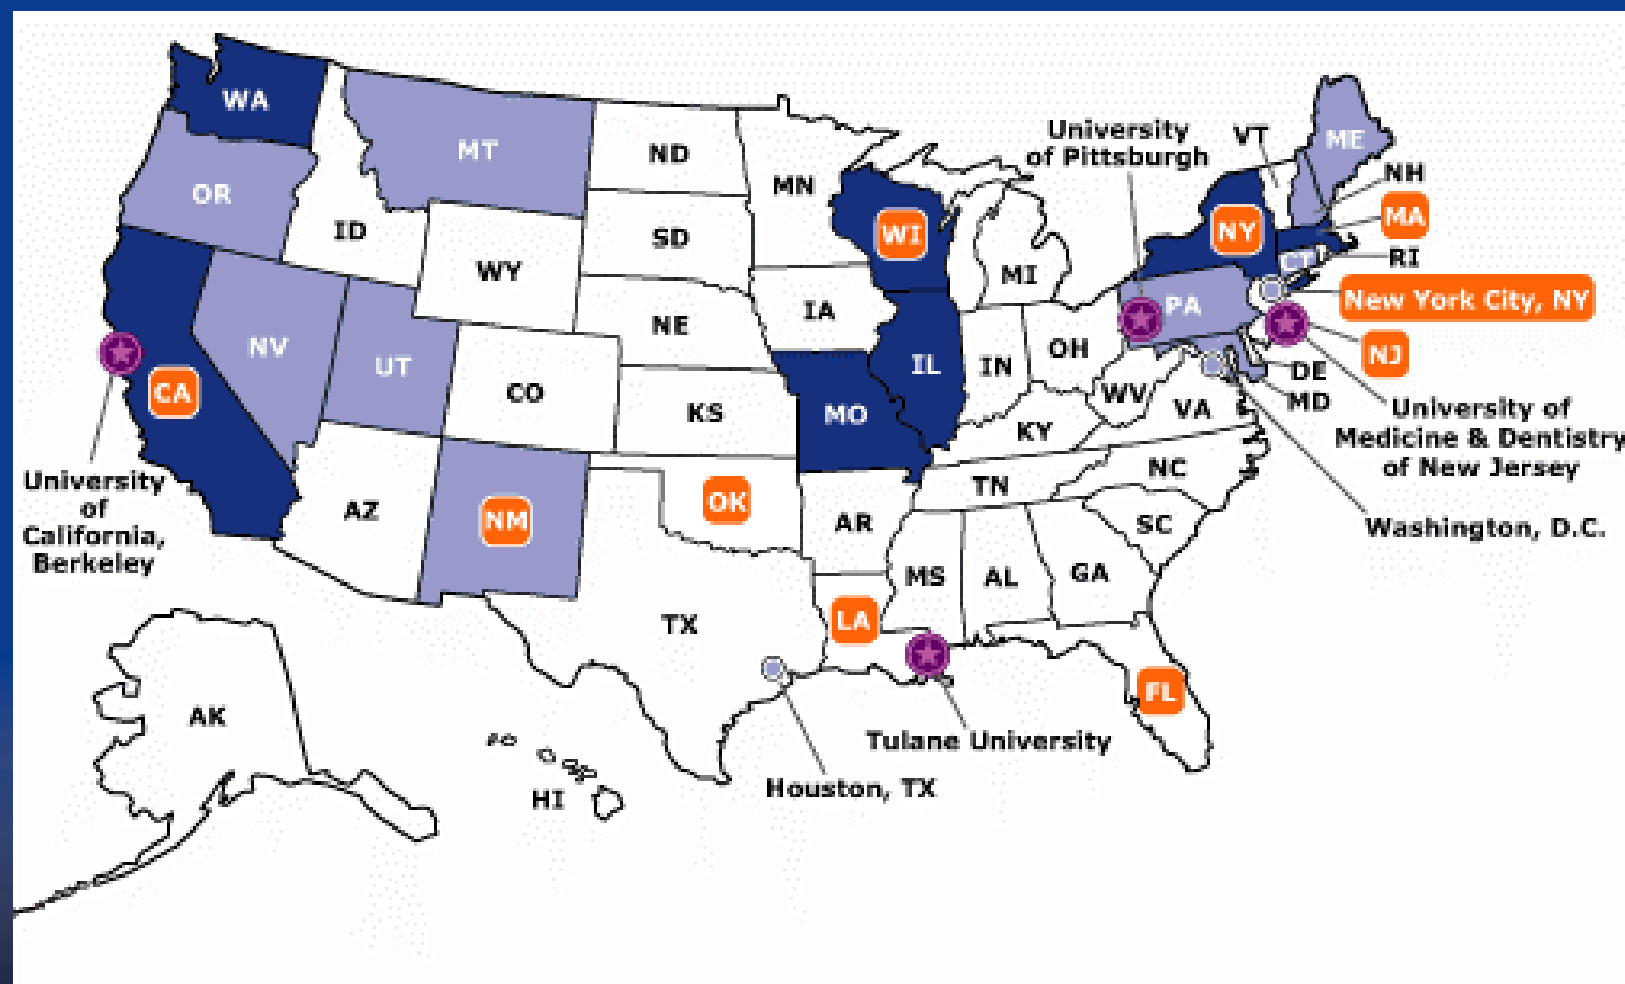 WA
MT
ND
MN
OR
ID
SD
WY
WI
MI
University
of Pittsburgh
VT
ME
NH
NY
MA
CT
RI
New York City, NY
PA
NJ
NE
IA
NV
UT
CO
KS
MO
IL
IN
OH
WV
VA
KY
DE
MD
CA
University of
Medicine & Dentistry
of New Jersey
University
of
California,
Berkeley
AZ
NM
OK
AR
TN
NC
SC
Washington, D.C.
MS
AL
GA
TX
LA
FL
Tulane University
Houston, TX
AK
HI